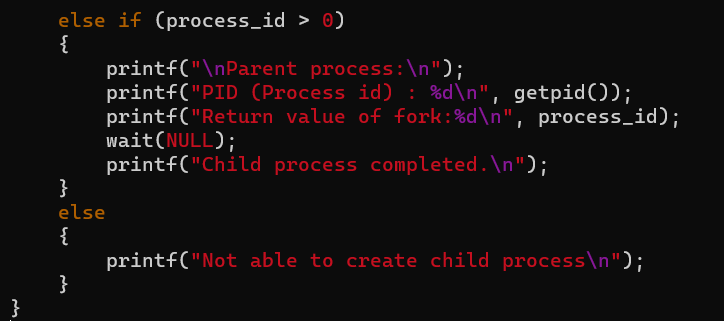 else if (process_id > 0)
{
printf("\nParent process:\n");
printf("PID (Process id) : %d\n", getpid());
printf("Return value of fork:%d\n", process_id);
wait(NULL);
printf("Child process completed.\n");
}
else
{
printf("Not able to create child process\n");
}
}